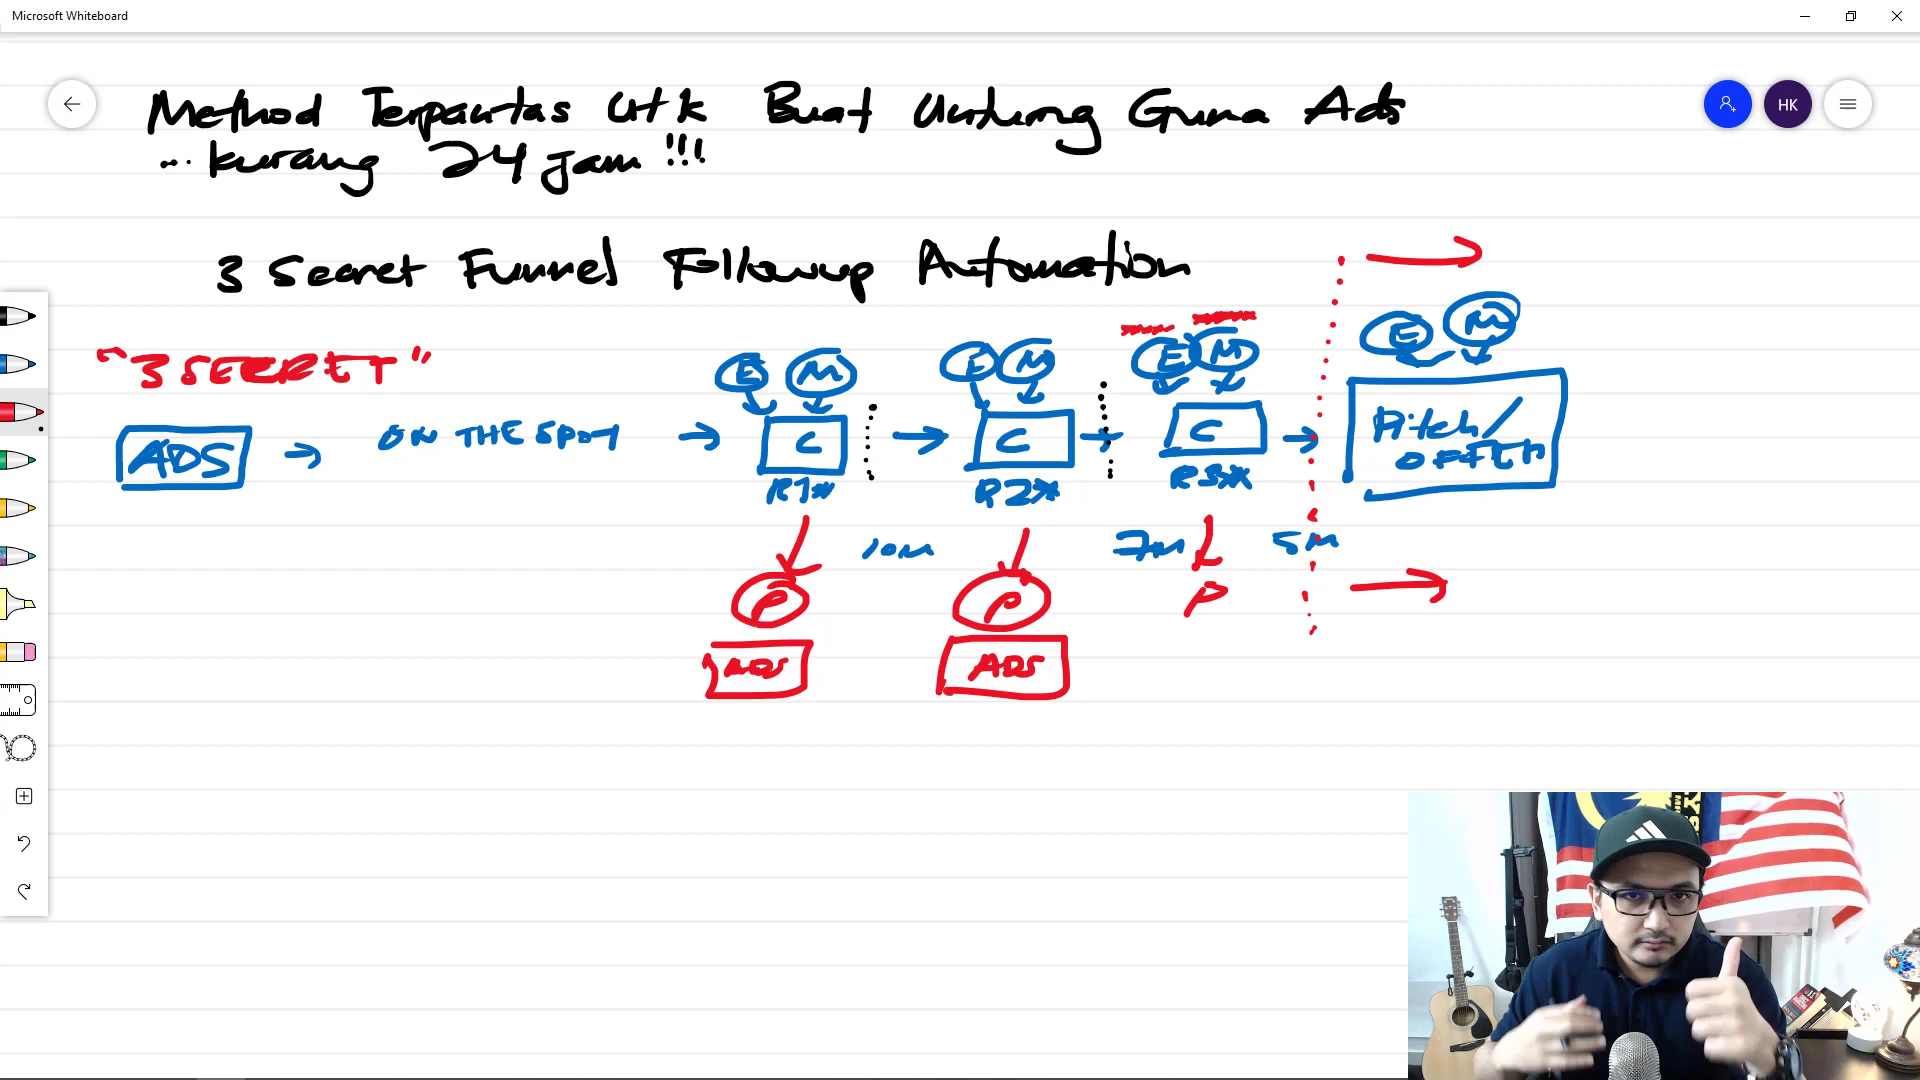 Microsoft Whiteboard
HK
Method Terpantas Utk Buat Untung Guna Ads
... kurang 24 jam !!!
3 Secret Funnel Followup Automation
"3 SECRET"
E M E M E M E M
ADS → ON THE SPOT → C → C → C → Pitch/
OFFER
R1* R2* R3*
10M 7M 5M
P P P
ADS ADS